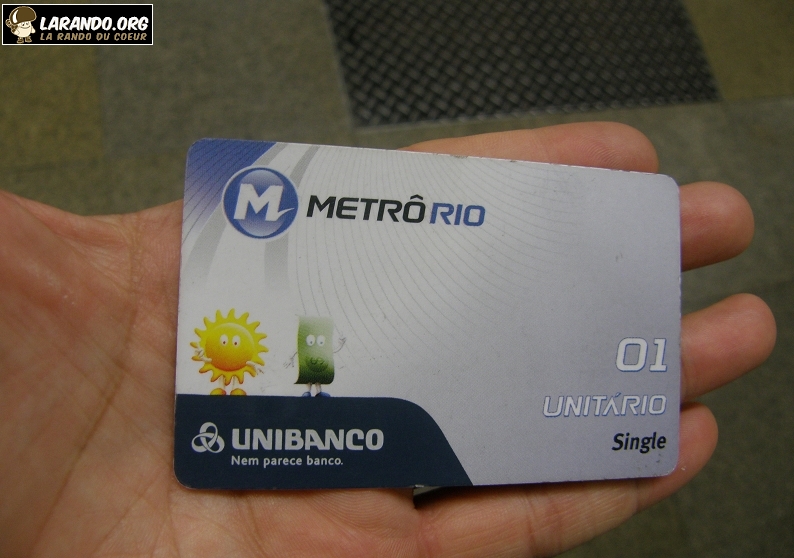 LARANDO.ORG
LA RANDO DU COEUR
M METRÔ RIO
01
UNITÁRIO
Single
UNIBANCO
Nem parece banco.